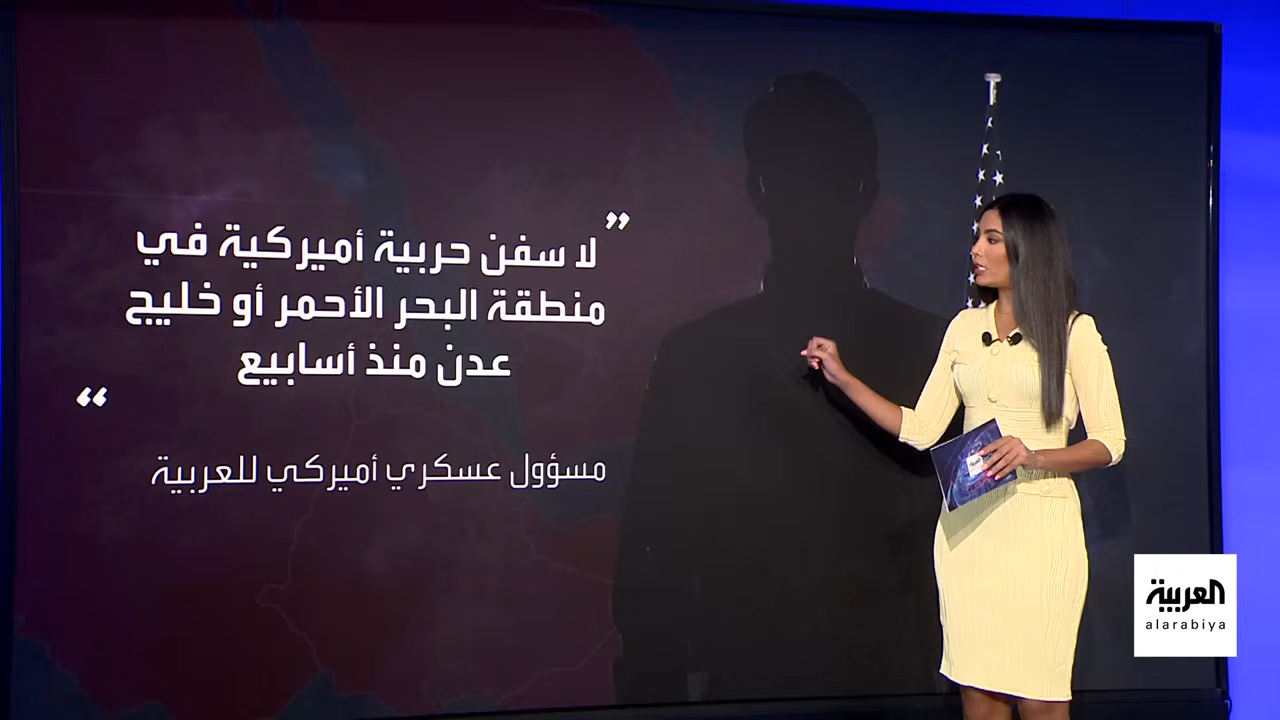 لا سفن حربية أميركية في
منطقة البحر الأحمر أو خليج
عدن منذ أسابيع
مسؤول عسكري أميركي للعربية
العربية
alarabiya